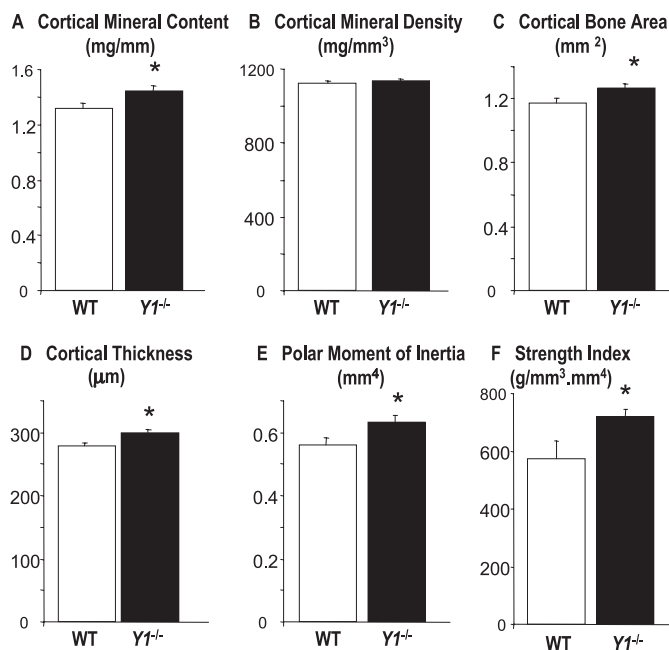 A Cortical Mineral Content
(mg/mm)
1.6
1.2
0.8
0.4
0
*
WT Y1-/-
B Cortical Mineral Density
(mg/mm³)
1200
800
400
0
WT Y1-/-
C Cortical Bone Area
(mm ²)
1.2
0.8
0.4
0
*
WT Y1-/-
D Cortical Thickness
(μm)
300
200
100
0
*
WT Y1-/-
E Polar Moment of Inertia
(mm⁴)
0.6
0.4
0.2
0
*
WT Y1-/-
F Strength Index
(g/mm³.mm⁴)
800
600
400
200
0
*
WT Y1-/-